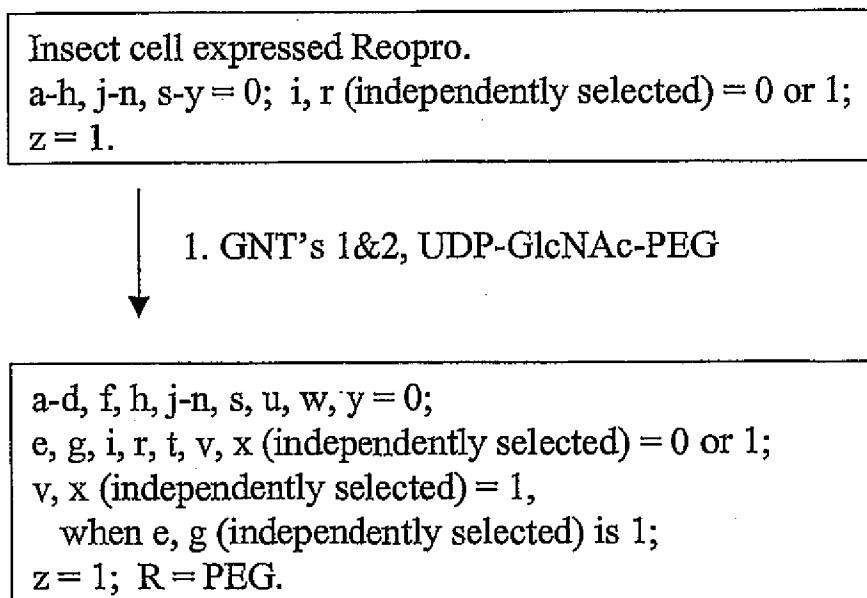 Insect cell expressed Reopro.
a-h, j-n, s-y = 0; i, r (independently selected) = 0 or 1;
z = 1.
1. GNT's 1&2, UDP-GlcNAc-PEG
a-d, f, h, j-n, s, u, w, y = 0;
e, g, i, r, t, v, x (independently selected) = 0 or 1;
v, x (independently selected) = 1,
when e, g (independently selected) is 1;
z = 1; R = PEG.